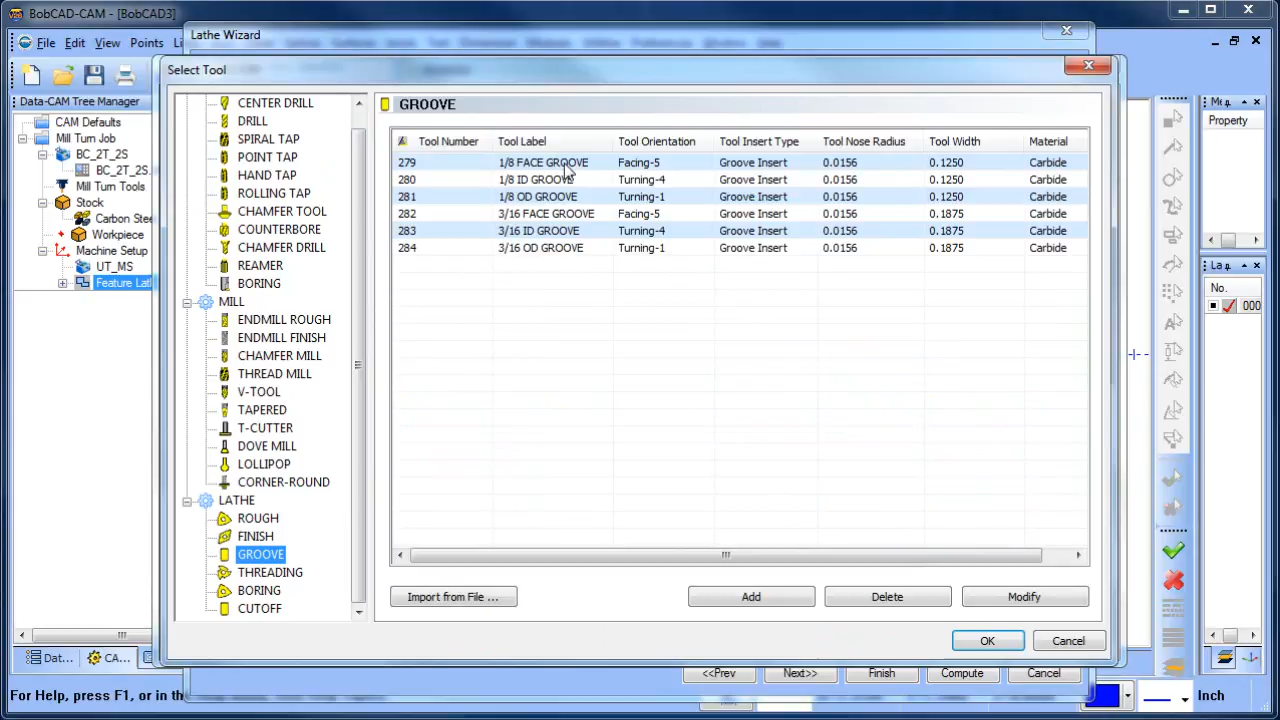 BobCAD-CAM - [BobCAD3]
File Edit View Points
Lathe Wizard
Select Tool
Data-CAM Tree Manager
CAM Defaults
Mill Turn Job
BC_2T_2S
BC_2T_2S.
Mill Turn Tools
Stock
Carbon Stee
Workpiece
Machine Setup
UT_MS
Feature Lath
CENTER DRILL
DRILL
SPIRAL TAP
POINT TAP
HAND TAP
ROLLING TAP
CHAMFER TOOL
COUNTERBORE
CHAMFER DRILL
REAMER
BORING
MILL
ENDMILL ROUGH
ENDMILL FINISH
CHAMFER MILL
THREAD MILL
V-TOOL
TAPERED
T-CUTTER
DOVE MILL
LOLLIPOP
CORNER-ROUND
LATHE
ROUGH
FINISH
GROOVE
THREADING
BORING
CUTOFF
GROOVE
Tool Number Tool Label Tool Orientation Tool Insert Type Tool Nose Radius Tool Width Material
279 1/8 FACE GROOVE Facing-5 Groove Insert 0.0156 0.1250 Carbide
280 1/8 ID GROOVE Turning-4 Groove Insert 0.0156 0.1250 Carbide
281 1/8 OD GROOVE Turning-1 Groove Insert 0.0156 0.1250 Carbide
282 3/16 FACE GROOVE Facing-5 Groove Insert 0.0156 0.1875 Carbide
283 3/16 ID GROOVE Turning-4 Groove Insert 0.0156 0.1875 Carbide
284 3/16 OD GROOVE Turning-1 Groove Insert 0.0156 0.1875 Carbide
Import from File ... Add Delete Modify
OK Cancel
<<Prev Next>> Finish Compute Cancel
Property
La
No.
000
Dat... CA...
For Help, press F1, or in th
Inch